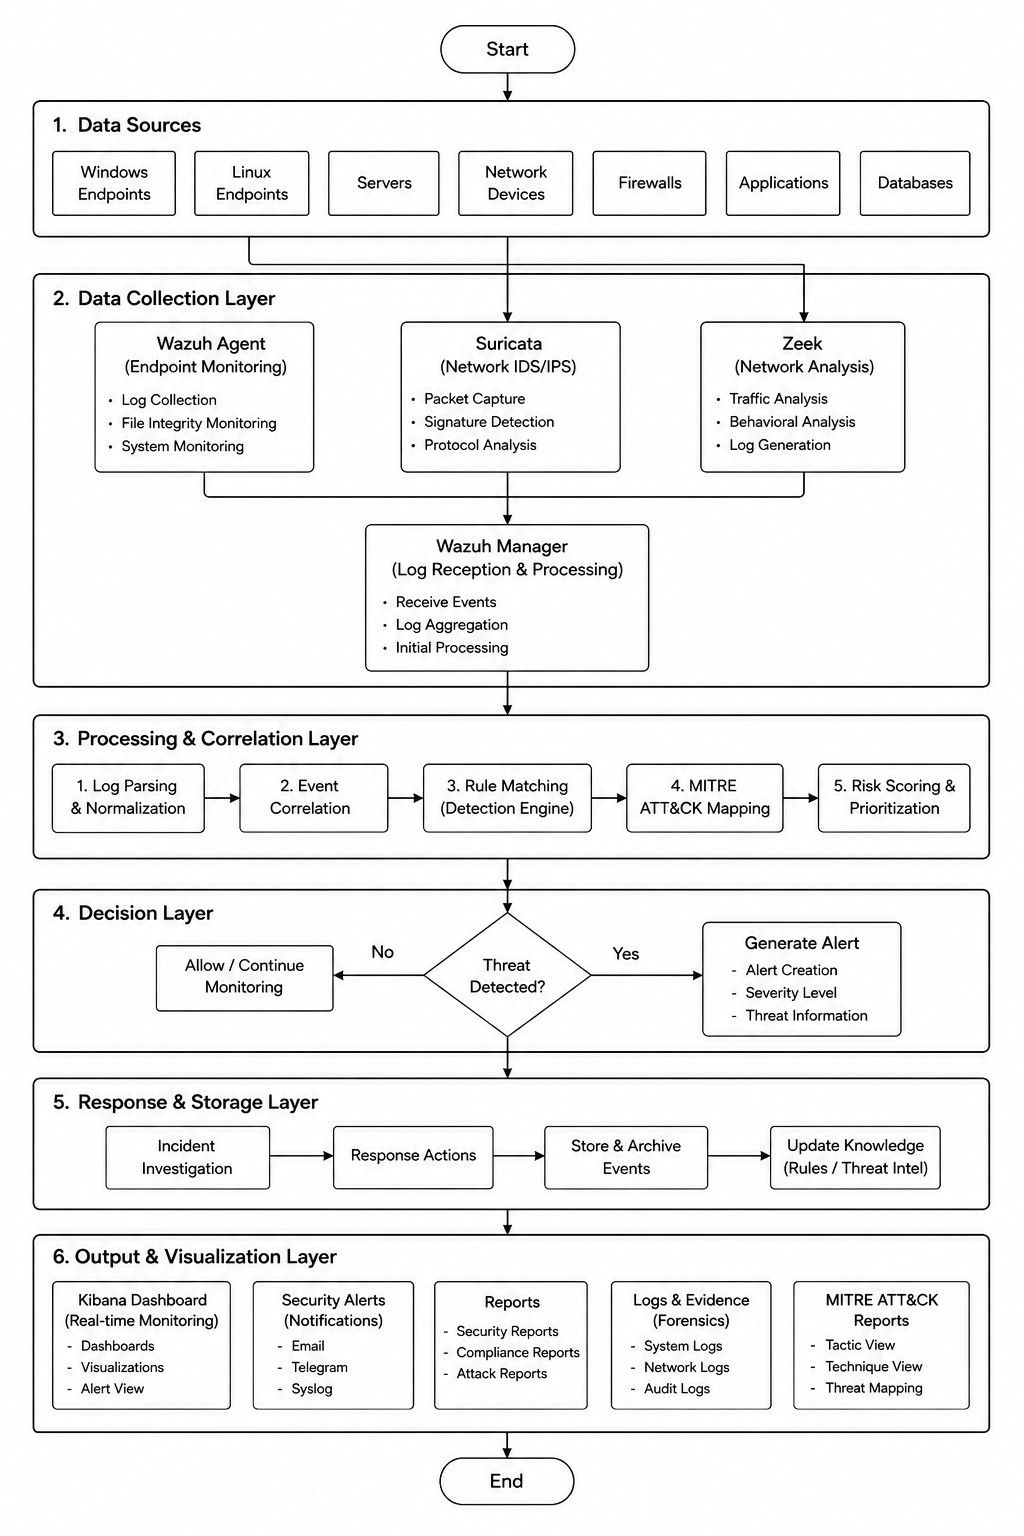 Start
1. Data Sources
Windows
Endpoints
Linux
Endpoints
Servers
Network
Devices
Firewalls
Applications
Databases
2. Data Collection Layer
Wazuh Agent
(Endpoint Monitoring)
• Log Collection
• File Integrity Monitoring
• System Monitoring
Suricata
(Network IDS/IPS)
• Packet Capture
• Signature Detection
• Protocol Analysis
Zeek
(Network Analysis)
• Traffic Analysis
• Behavioral Analysis
• Log Generation
Wazuh Manager
(Log Reception & Processing)
• Receive Events
• Log Aggregation
• Initial Processing
3. Processing & Correlation Layer
1. Log Parsing
& Normalization
2. Event
Correlation
3. Rule Matching
(Detection Engine)
4. MITRE
ATT&CK Mapping
5. Risk Scoring &
Prioritization
4. Decision Layer
Allow / Continue
Monitoring
No
Threat
Detected?
Yes
Generate Alert
- Alert Creation
- Severity Level
- Threat Information
5. Response & Storage Layer
Incident
Investigation
Response Actions
Store & Archive
Events
Update Knowledge
(Rules / Threat Intel)
6. Output & Visualization Layer
Kibana Dashboard
(Real-time Monitoring)
- Dashboards
- Visualizations
- Alert View
Security Alerts
(Notifications)
- Email
- Telegram
- Syslog
Reports
- Security Reports
- Compliance Reports
- Attack Reports
Logs & Evidence
(Forensics)
- System Logs
- Network Logs
- Audit Logs
MITRE ATT&CK
Reports
- Tactic View
- Technique View
- Threat Mapping
End